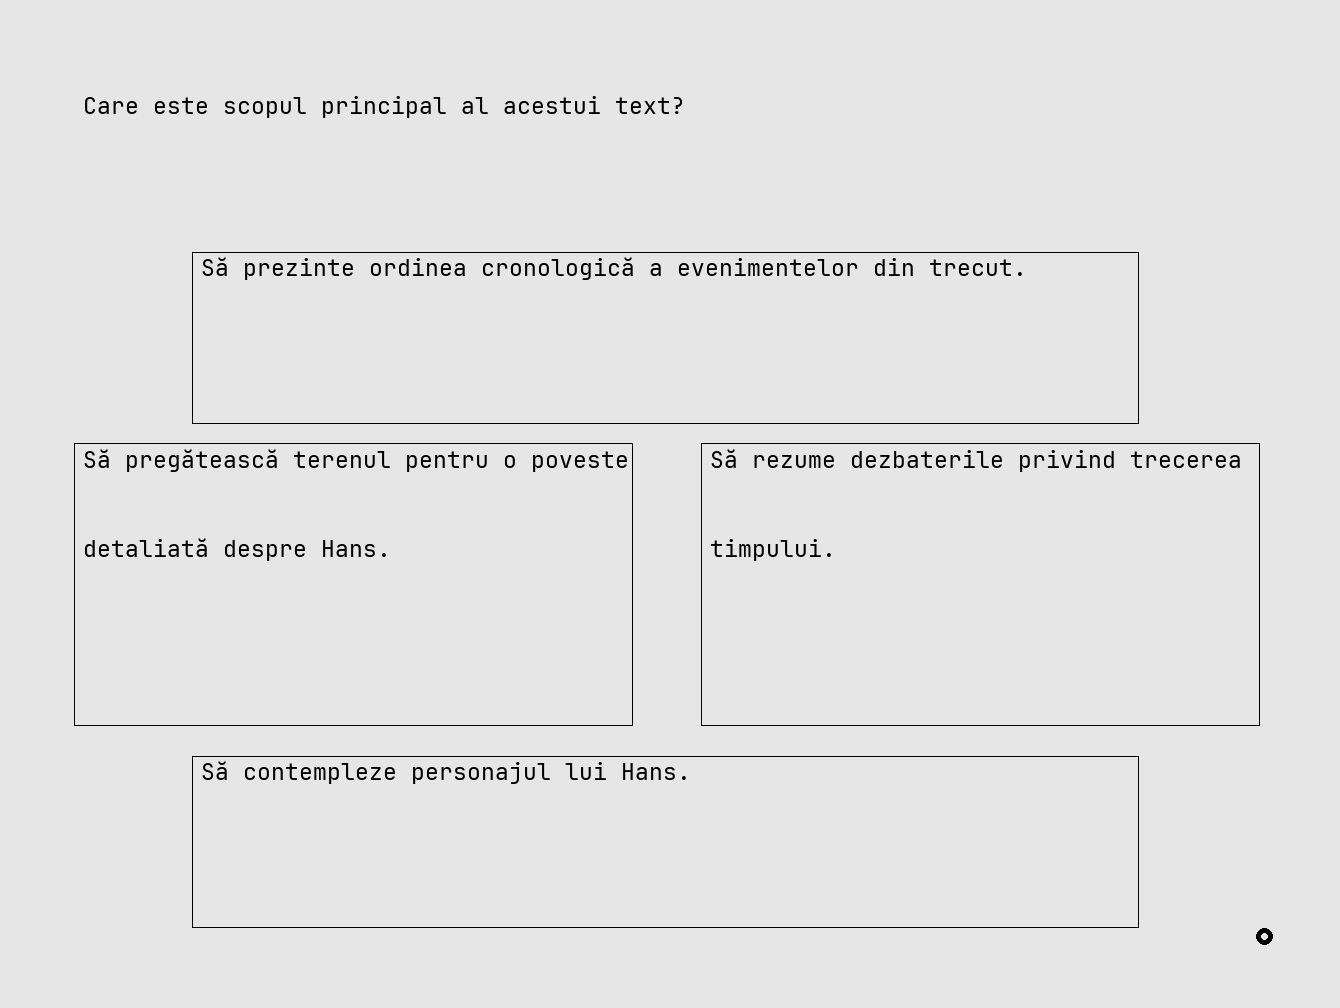 Care este scopul principal al acestui text?
Să prezinte ordinea cronologică a evenimentelor din trecut.
Să pregătească terenul pentru o poveste
detaliată despre Hans.
Să rezume dezbaterile privind trecerea
timpului.
Să contempleze personajul lui Hans.